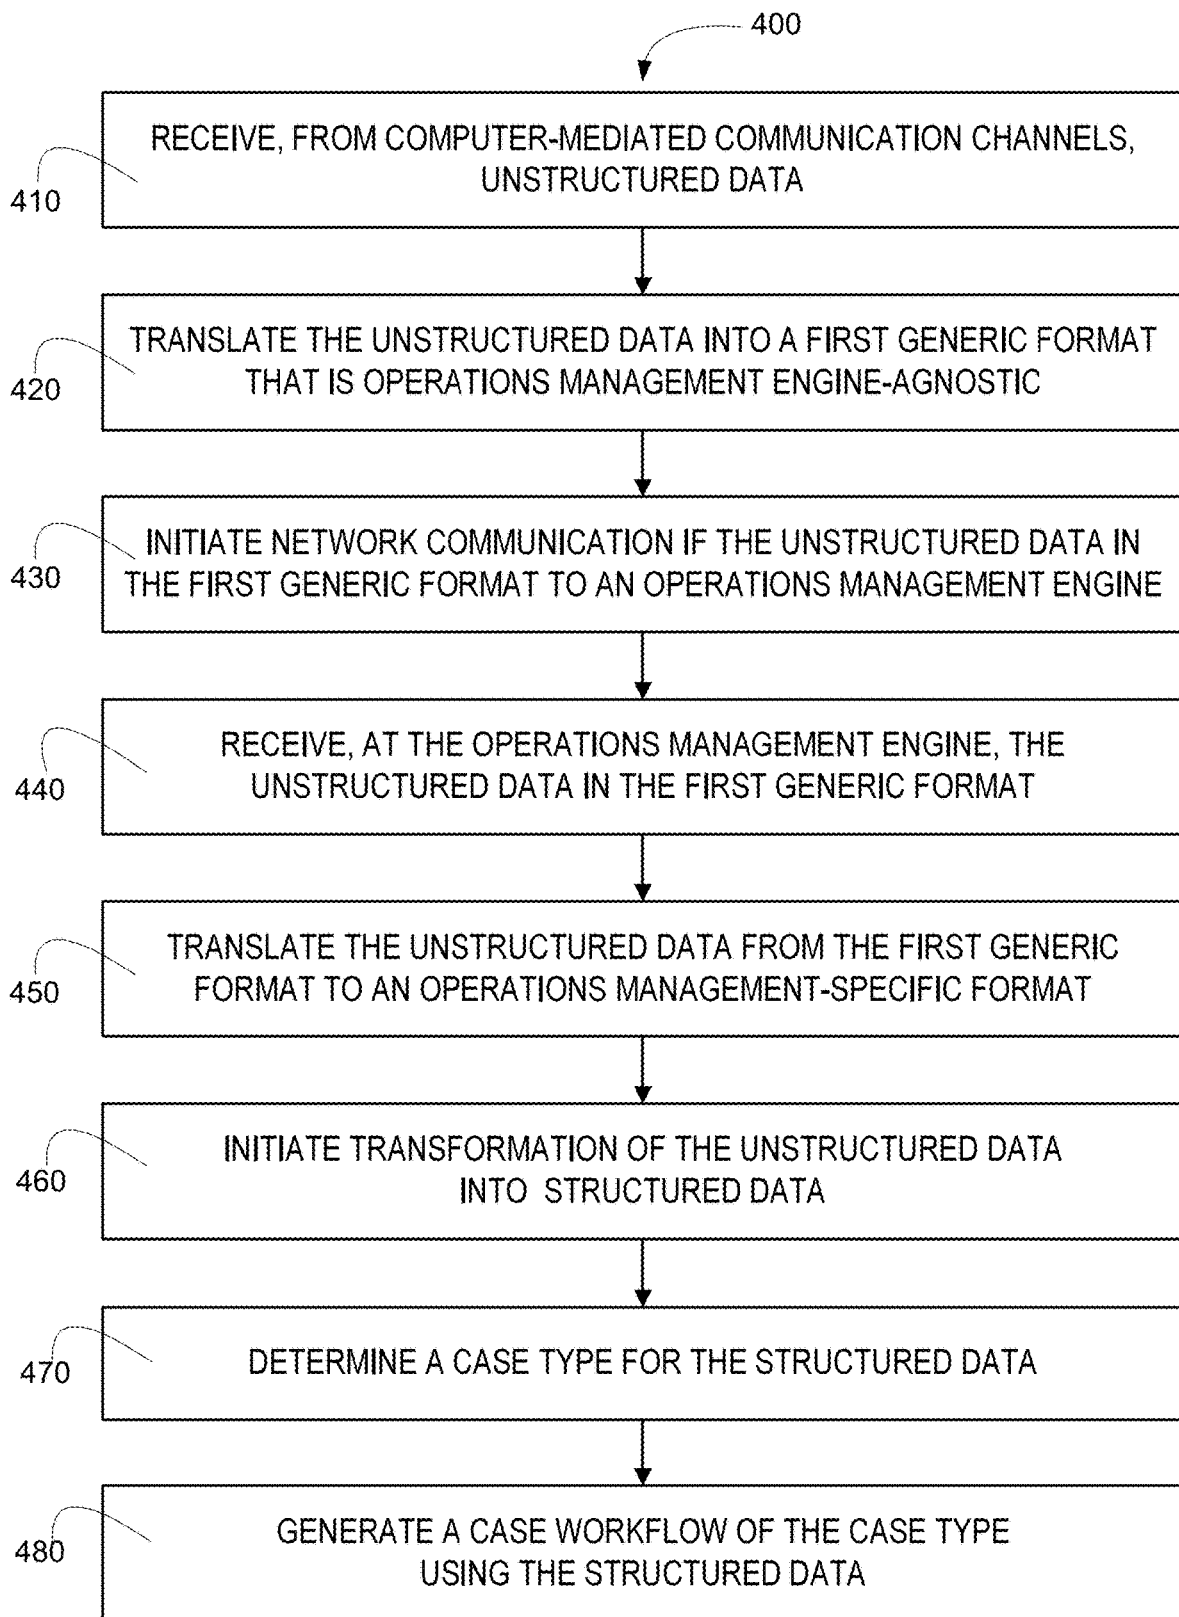 400
RECEIVE, FROM COMPUTER-MEDIATED COMMUNICATION CHANNELS,
UNSTRUCTURED DATA
410
TRANSLATE THE UNSTRUCTURED DATA INTO A FIRST GENERIC FORMAT
THAT IS OPERATIONS MANAGEMENT ENGINE-AGNOSTIC
420
INITIATE NETWORK COMMUNICATION IF THE UNSTRUCTURED DATA IN
THE FIRST GENERIC FORMAT TO AN OPERATIONS MANAGEMENT ENGINE
430
RECEIVE, AT THE OPERATIONS MANAGEMENT ENGINE, THE
UNSTRUCTURED DATA IN THE FIRST GENERIC FORMAT
440
TRANSLATE THE UNSTRUCTURED DATA FROM THE FIRST GENERIC
FORMAT TO AN OPERATIONS MANAGEMENT-SPECIFIC FORMAT
450
INITIATE TRANSFORMATION OF THE UNSTRUCTURED DATA
INTO STRUCTURED DATA
460
DETERMINE A CASE TYPE FOR THE STRUCTURED DATA
470
GENERATE A CASE WORKFLOW OF THE CASE TYPE
USING THE STRUCTURED DATA
480